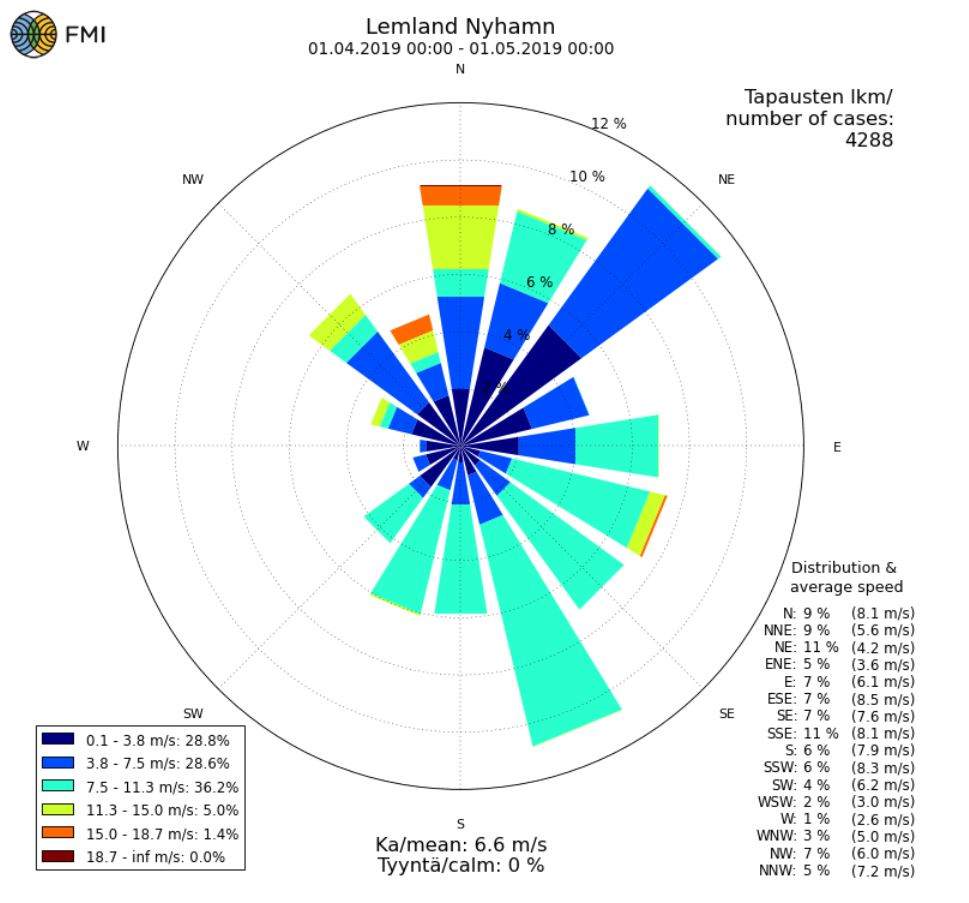 FMI
Lemland Nyhamn
01.04.2019 00:00 - 01.05.2019 00:00
N
Tapausten lkm/
number of cases:
4288
12 %
10 %
NW
NE
8 %
6 %
4 %
2 %
W
E
Distribution &
average speed
N: 9 % (8.1 m/s)
NNE: 9 % (5.6 m/s)
NE: 11 % (4.2 m/s)
ENE: 5 % (3.6 m/s)
E: 7 % (6.1 m/s)
ESE: 7 % (8.5 m/s)
SE: 7 % (7.6 m/s)
SSE: 11 % (8.1 m/s)
S: 6 % (7.9 m/s)
SSW: 6 % (8.3 m/s)
SW: 4 % (6.2 m/s)
WSW: 2 % (3.0 m/s)
W: 1 % (2.6 m/s)
WNW: 3 % (5.0 m/s)
NW: 7 % (6.0 m/s)
NNW: 5 % (7.2 m/s)
SW
SE
0.1 - 3.8 m/s: 28.8%
3.8 - 7.5 m/s: 28.6%
7.5 - 11.3 m/s: 36.2%
11.3 - 15.0 m/s: 5.0%
15.0 - 18.7 m/s: 1.4%
18.7 - inf m/s: 0.0%
S
Ka/mean: 6.6 m/s
Tyyntä/calm: 0 %